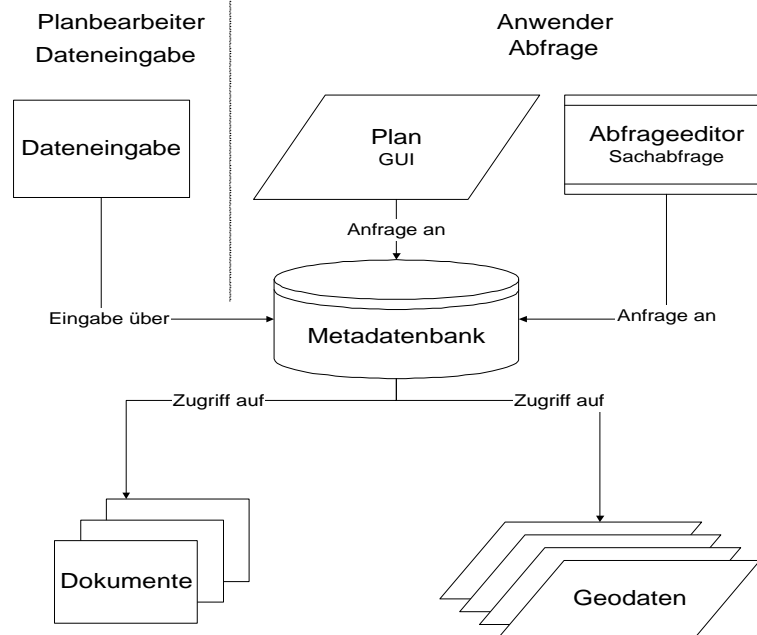 Planbearbeiter
Dateneingabe
Anwender
Abfrage
Dateneingabe
Plan
GUI
Abfrageeditor
Sachabfrage
Anfrage an
Eingabe über
Metadatenbank
Anfrage an
Zugriff auf
Zugriff auf
Dokumente
Geodaten